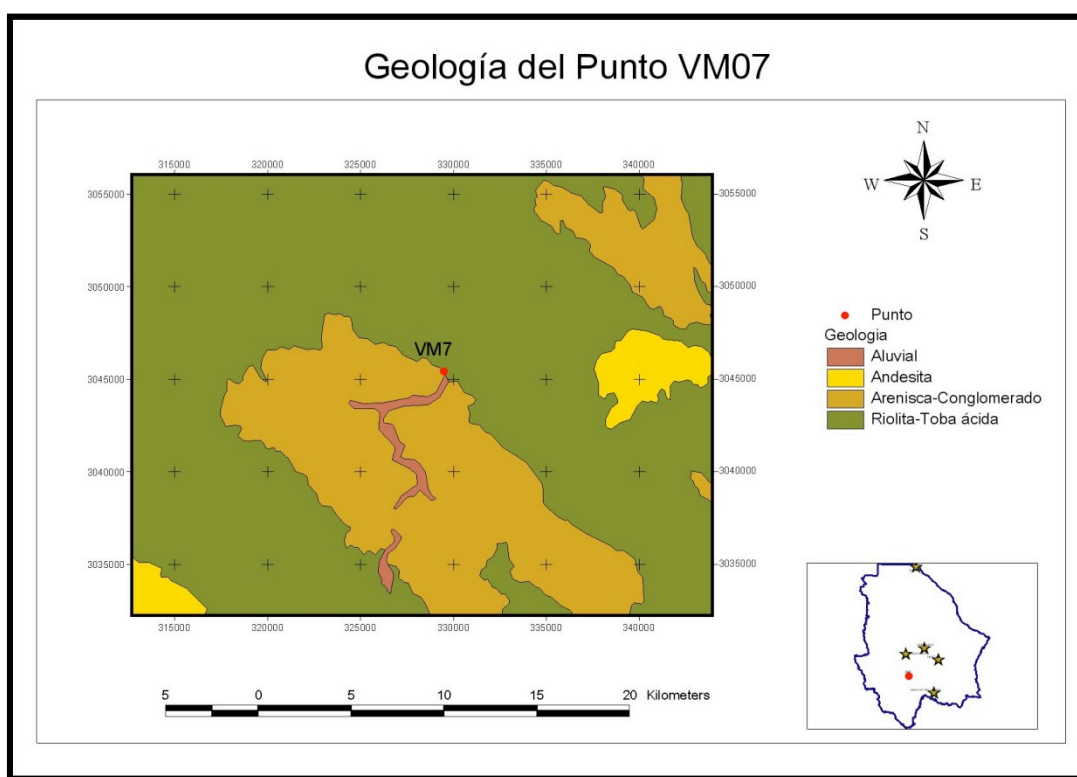 Geología del Punto VM07
N
W E
S
315000 320000 325000 330000 335000 340000
3055000 3055000
3050000 3050000
VM7
3045000 3045000
3040000 3040000
3035000 3035000
315000 320000 325000 330000 335000 340000
Punto
Geologia
Aluvial
Andesita
Arenisca-Conglomerado
Riolita-Toba ácida
5 0 5 10 15 20 Kilometers